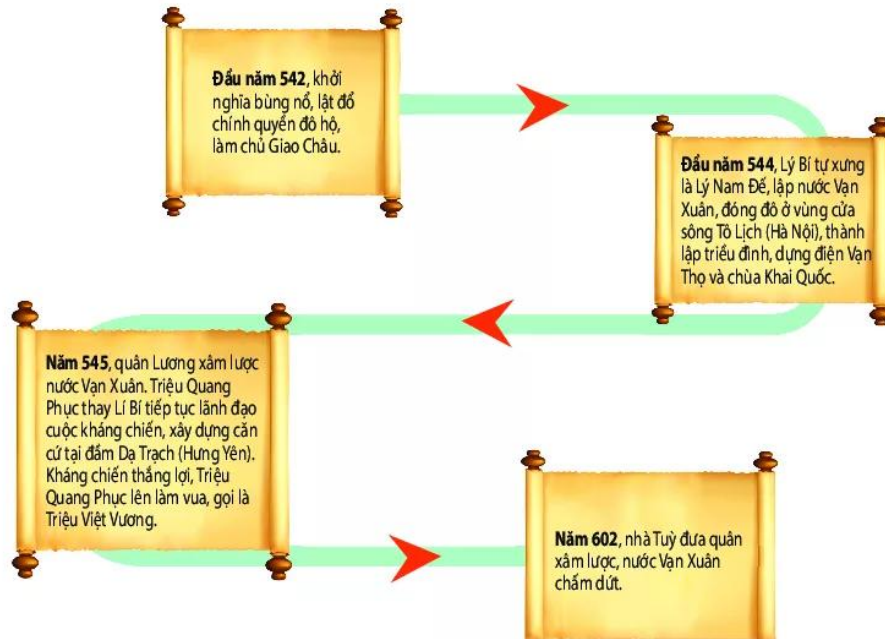 Đầu năm 542, khởi
nghĩa bùng nổ, lật đổ
chính quyền đô hộ,
làm chủ Giao Châu.
Đầu năm 544, Lý Bí tự xưng
là Lý Nam Đế, lập nước Vạn
Xuân, đóng đô ở vùng cửa
sông Tô Lịch (Hà Nội), thành
lập triều đình, dựng điện Vạn
Thọ và chùa Khai Quốc.
Năm 545, quân Lương xâm lược
nước Vạn Xuân. Triệu Quang
Phục thay Lí Bí tiếp tục lãnh đạo
cuộc kháng chiến, xây dựng căn
cứ tại đầm Dạ Trạch (Hưng Yên).
Kháng chiến thắng lợi, Triệu
Quang Phục lên làm vua, gọi là
Triệu Việt Vương.
Năm 602, nhà Tuỳ đưa quân
xâm lược, nước Vạn Xuân
chấm dứt.